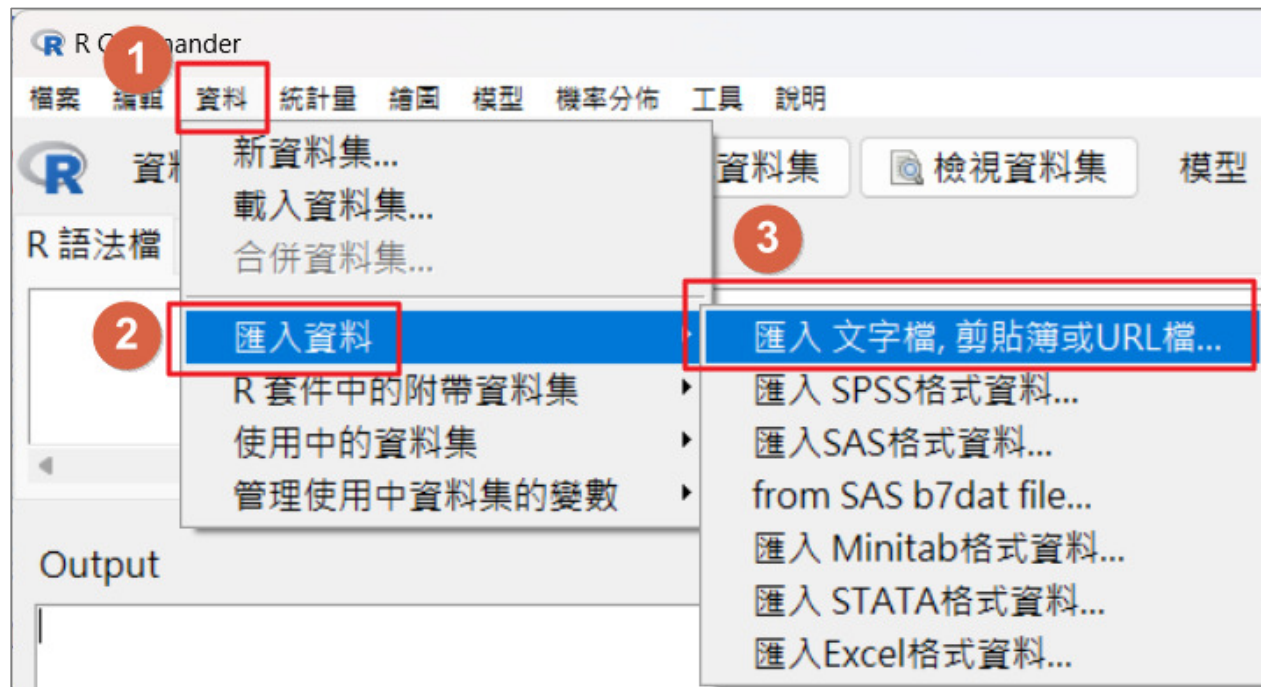 R Commander
1
檔案 編輯 資料 統計量 繪圖 模型 機率分佈 工具 說明
R 資料 資料集 檢視資料集 模型
新資料集...
載入資料集...
R 語法檔
合併資料集...
3
2
匯入資料
匯入 文字檔, 剪貼簿或URL檔...
R 套件中的附帶資料集
匯入 SPSS格式資料...
使用中的資料集
匯入SAS格式資料...
管理使用中資料集的變數
from SAS b7dat file...
Output
匯入 Minitab格式資料...
匯入 STATA格式資料...
匯入Excel格式資料...